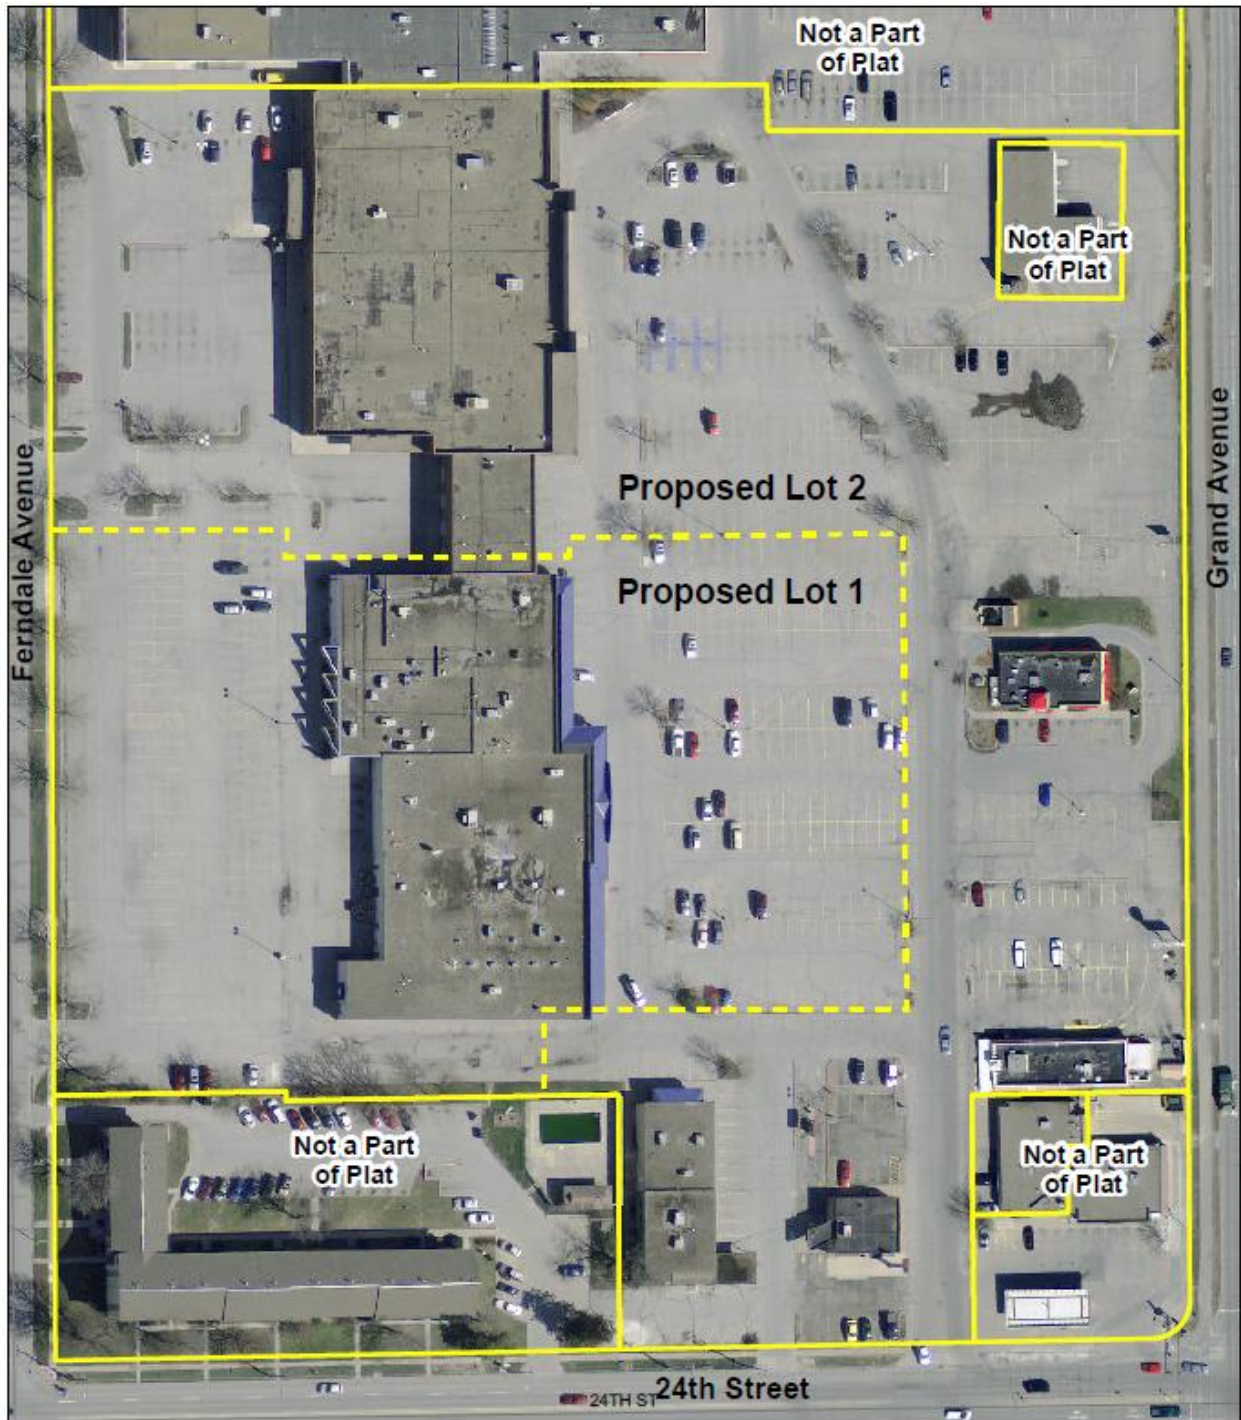 Not a Part
of Plat
Not a Part
of Plat
Proposed Lot 2
Proposed Lot 1
Ferndale Avenue
Grand Avenue
Not a Part
of Plat
Not a Part
of Plat
24th Street
24TH ST